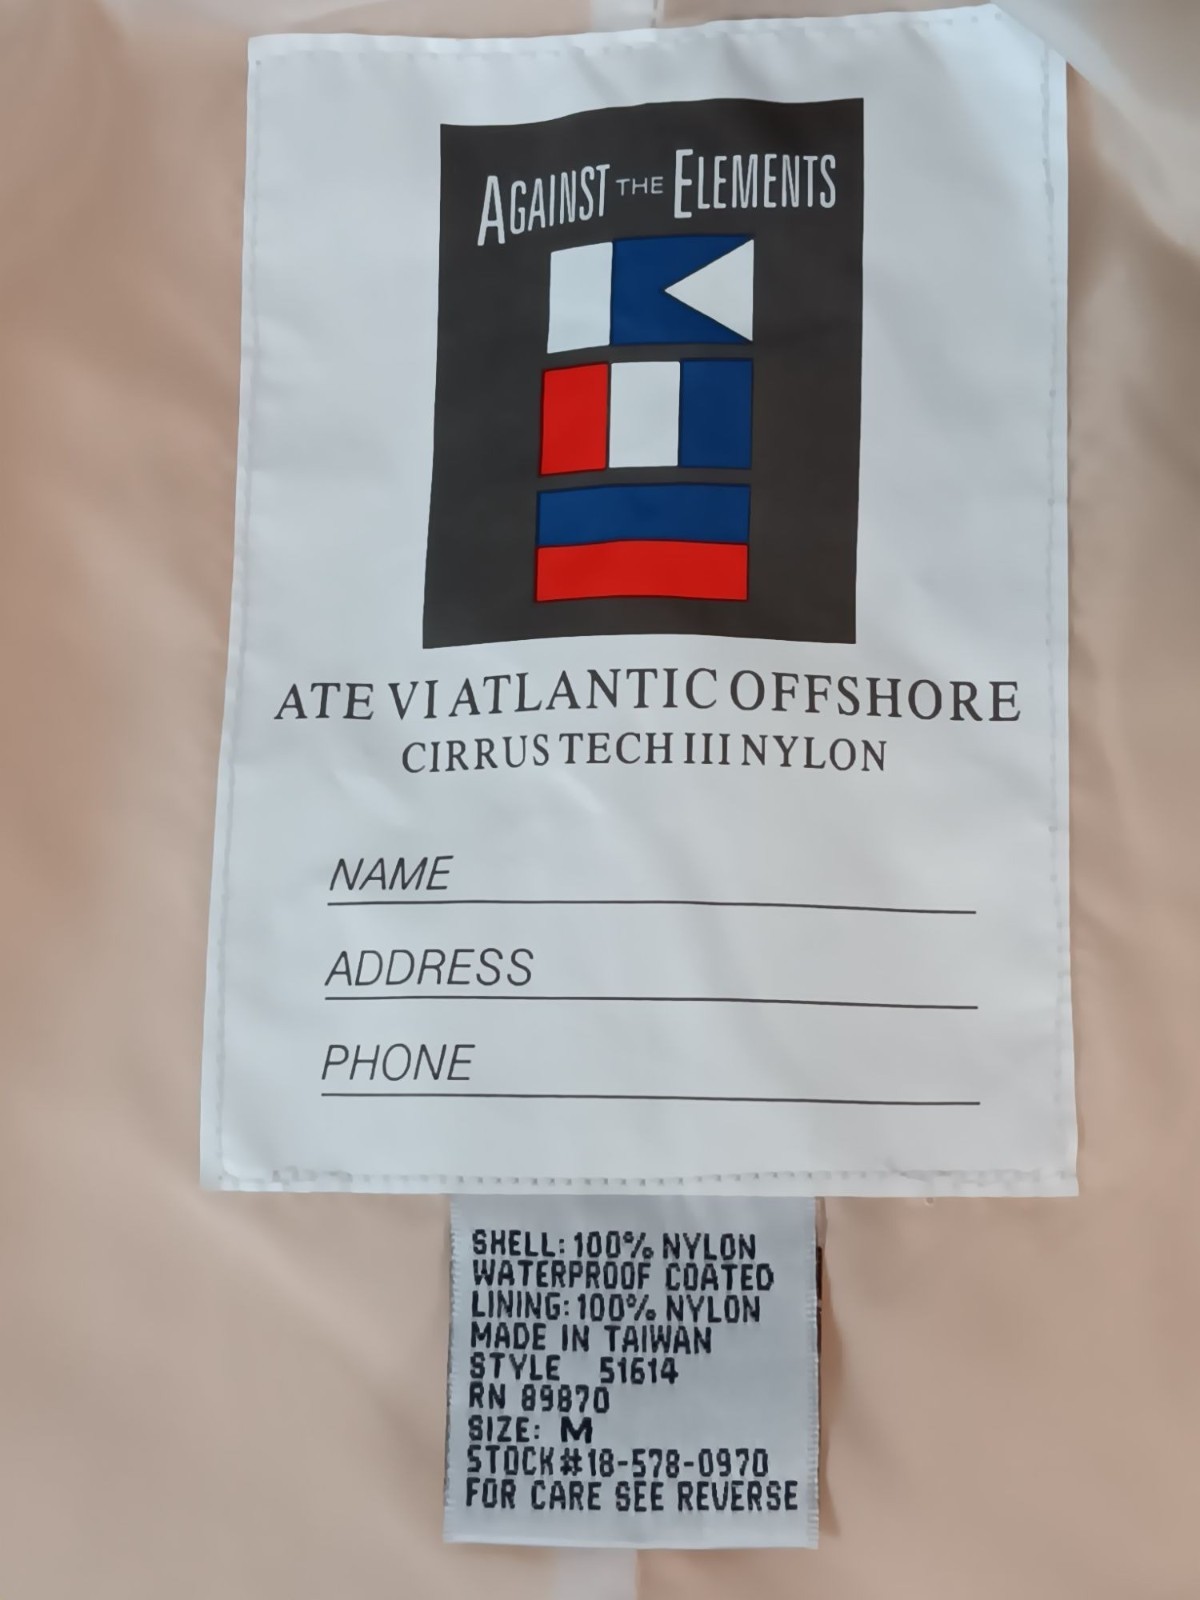 AGAINST THE ELEMENTS
ATE VI ATLANTIC OFFSHORE
CIRRUS TECH III NYLON
NAME
ADDRESS
PHONE
SHELL: 100% NYLON
WATERPROOF COATED
LINING: 100% NYLON
MADE IN TAIWAN
STYLE 51614
RN 89870
SIZE: M
STOCK#18-578-0970
FOR CARE SEE REVERSE